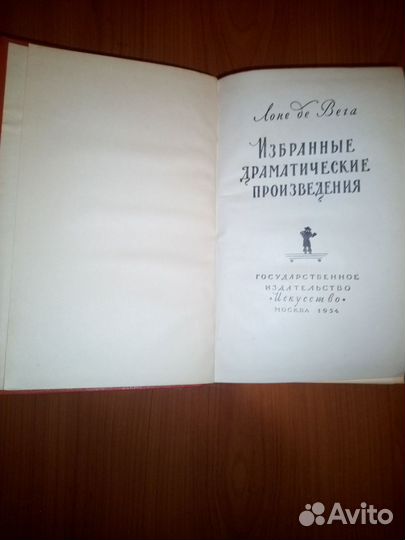 Лопе де Вега
ИЗБРАННЫЕ
ДРАМАТИЧЕСКИЕ
ПРОИЗВЕДЕНИЯ
ГОСУДАРСТВЕННОЕ
ИЗДАТЕЛЬСТВО
«Искусство»
МОСКВА 1954
Avito